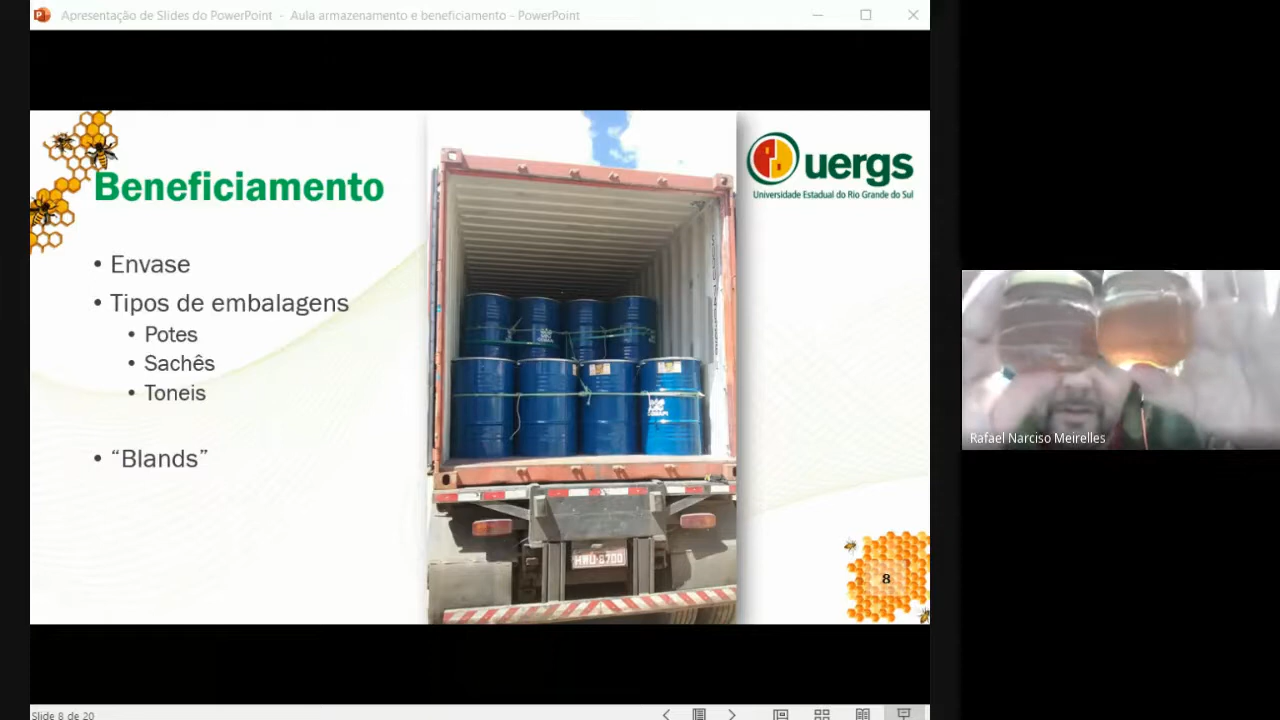 Apresentação de Slides do PowerPoint - Aula armazenamento e beneficiamento - PowerPoint
Beneficiamento
uergs
Universidade Estadual do Rio Grande do Sul
• Envase
• Tipos de embalagens
• Potes
• Sachês
• Toneis
• “Blands”
8
Rafael Narciso Meirelles
Slide 8 de 20